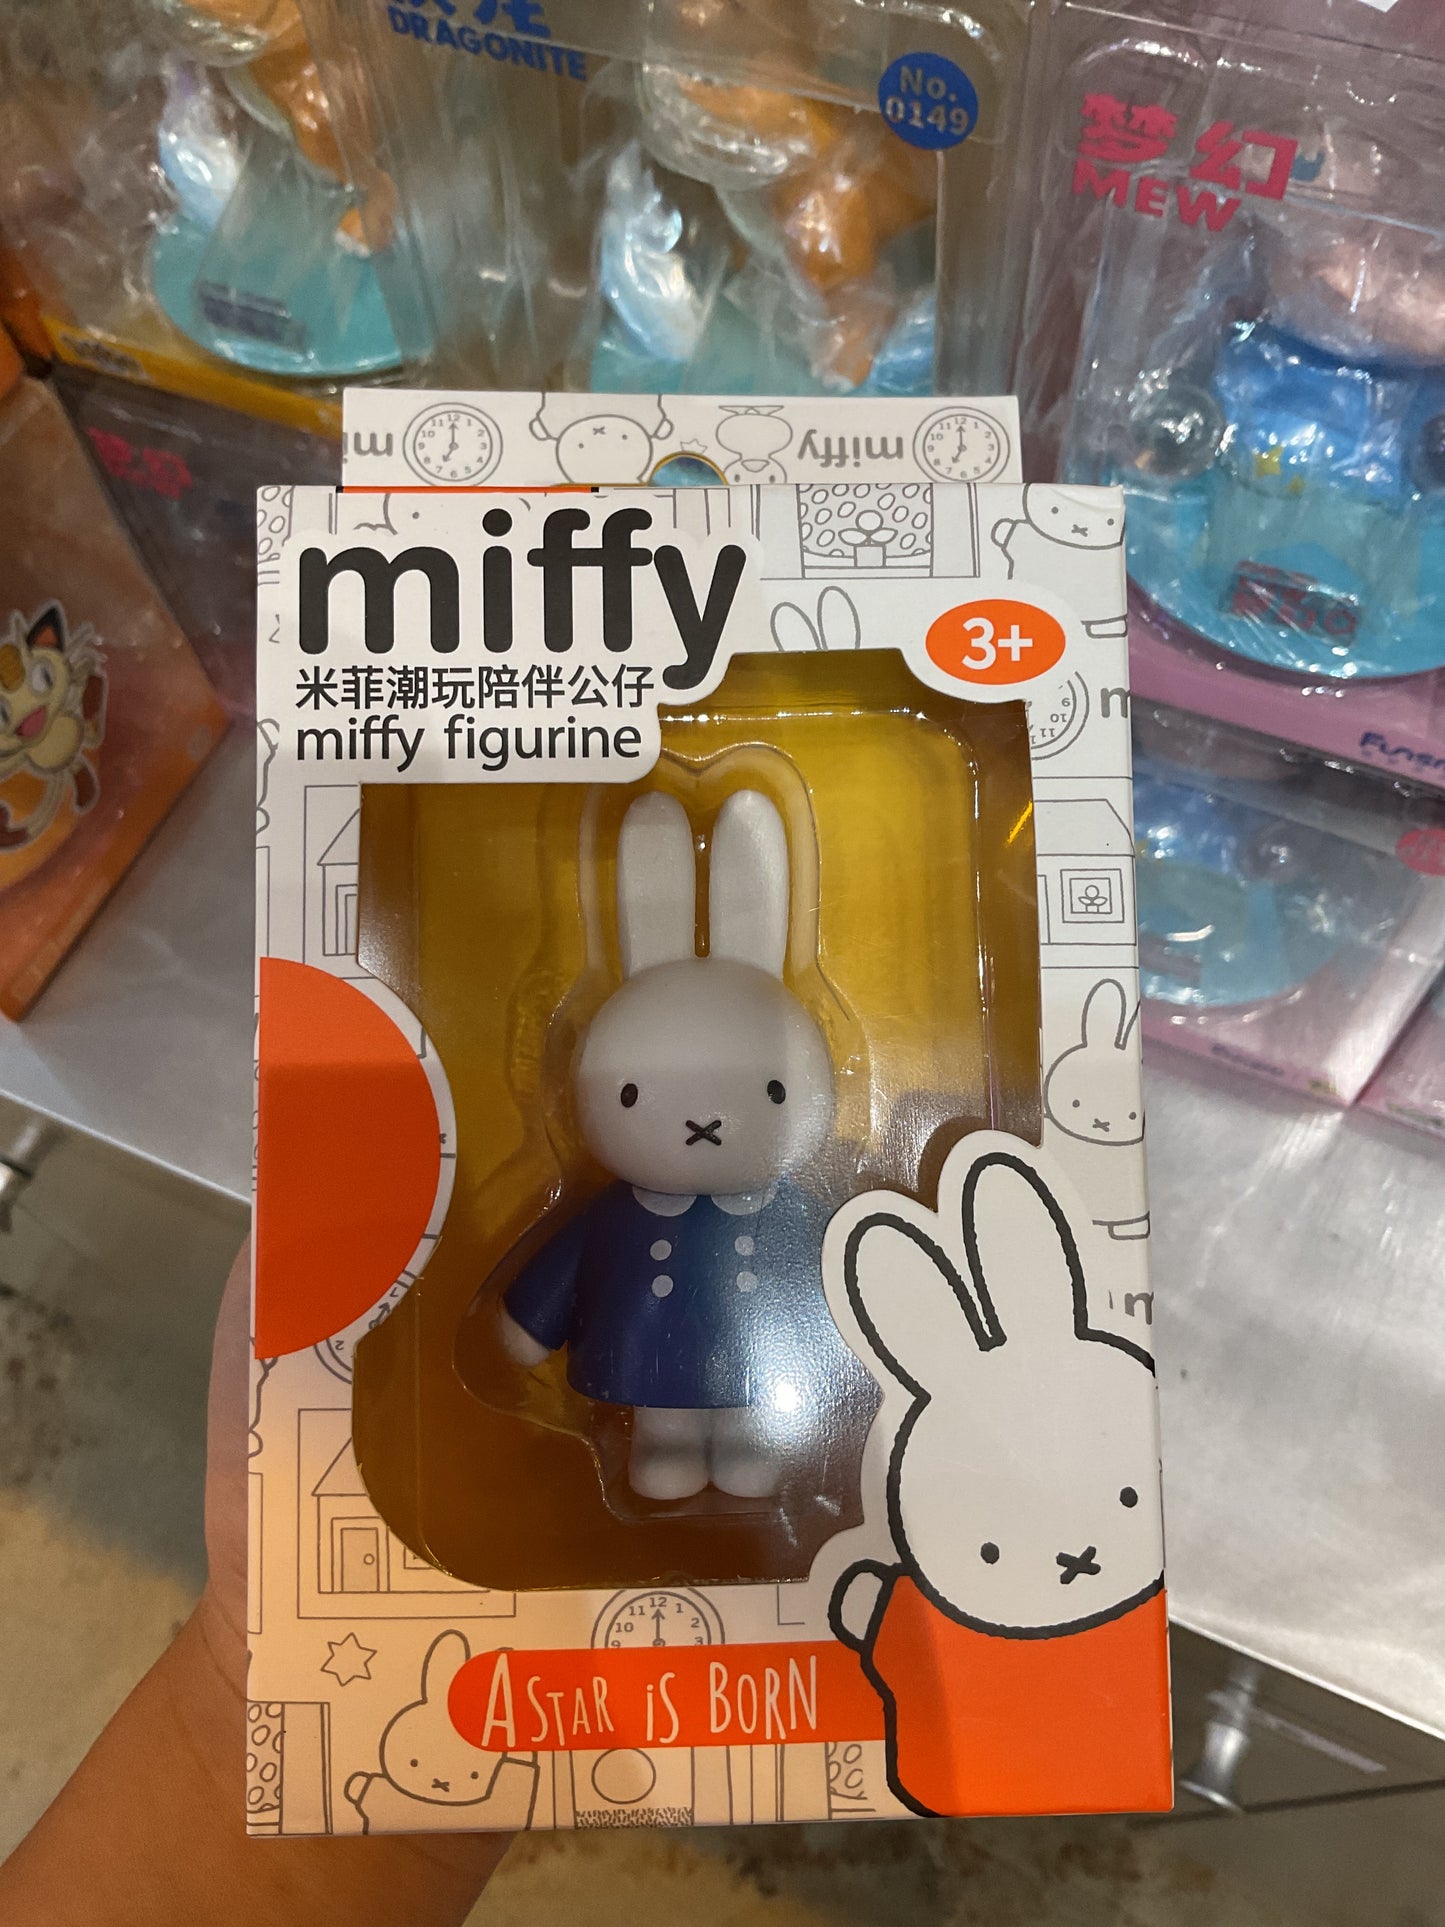 DRAGONITE
No.
0149
梦幻
MEW
miffy
miffy
米菲潮玩陪伴公仔
miffy figurine
3+
A STAR iS BORN